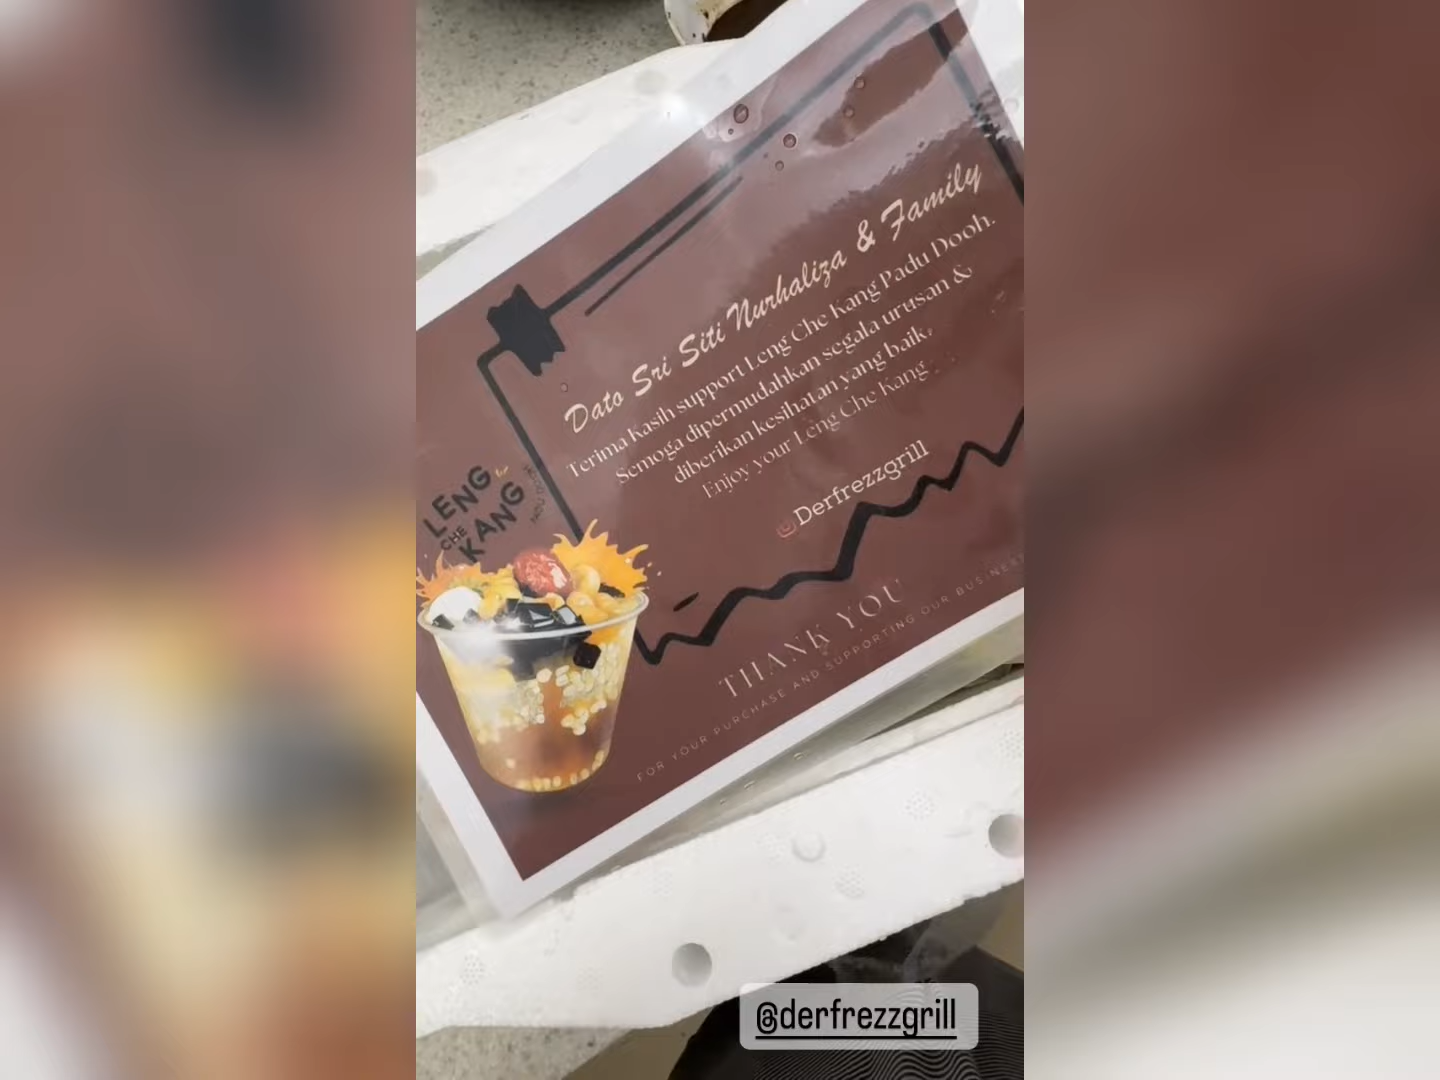 Dato Sri Siti Nurhaliza & Family
Terima Kasih support Leng Che Kang Padu Dooh.
Semoga dipermudahkan segala urusan &
diberikan kesihatan yang baik.
Enjoy your Leng Che Kang
Derfrezzgrill
LENG
CHE
KANG
THANK YOU
FOR YOUR PURCHASE AND SUPPORTING OUR BUSINESS
@derfrezzgrill